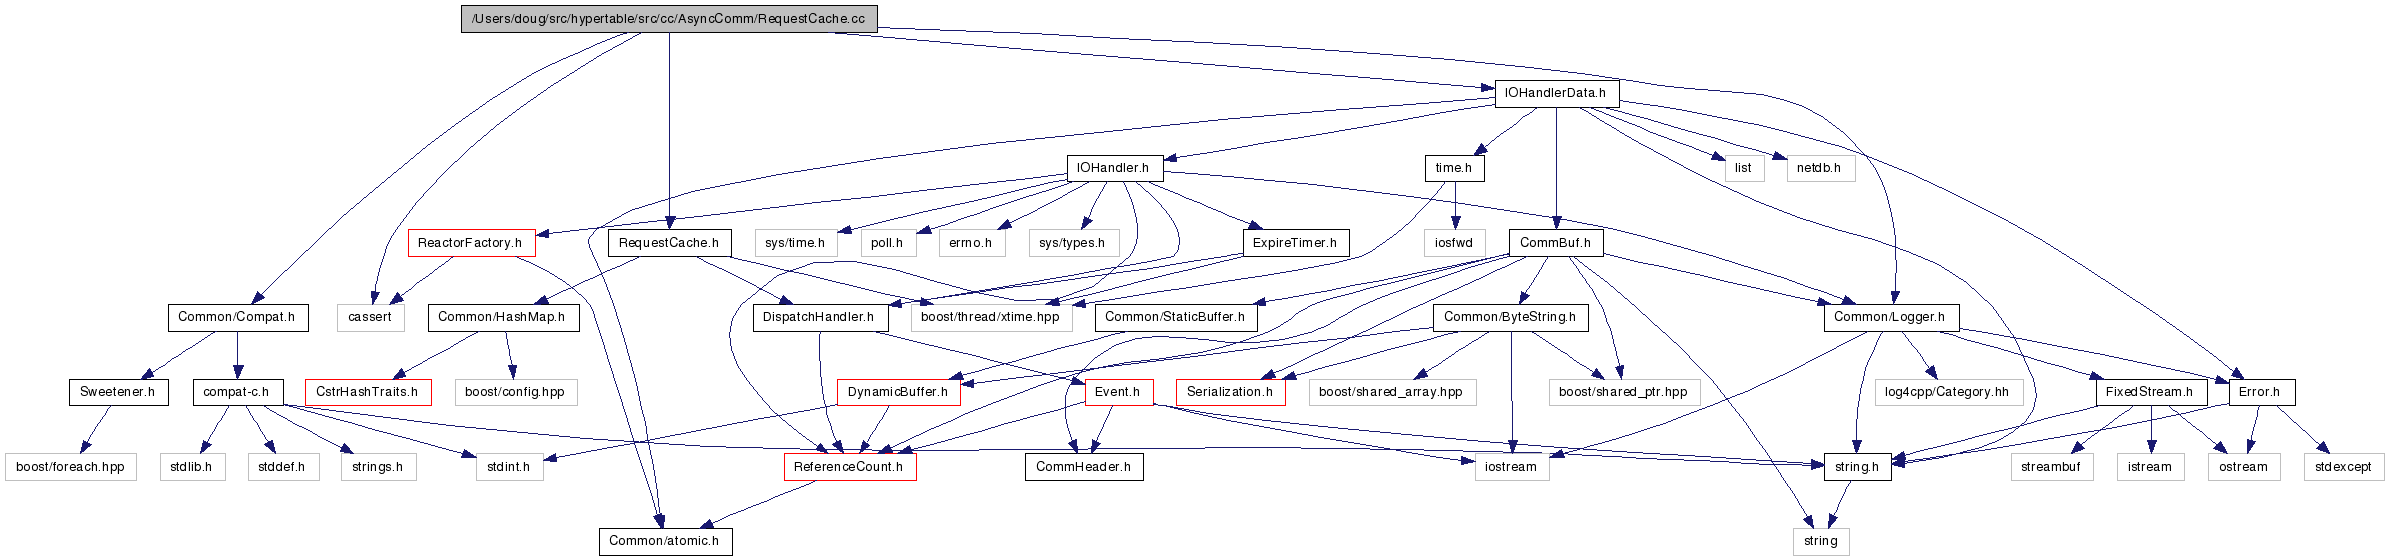 /Users/doug/src/hypertable/src/cc/AsyncComm/RequestCache.cc
IOHandlerData.h
IOHandler.h
time.h
list
netdb.h
ReactorFactory.h
RequestCache.h
sys/time.h
poll.h
errno.h
sys/types.h
ExpireTimer.h
iosfwd
CommBuf.h
Common/Compat.h
cassert
Common/HashMap.h
DispatchHandler.h
boost/thread/xtime.hpp
Common/StaticBuffer.h
Common/ByteString.h
Common/Logger.h
Sweetener.h
compat-c.h
CstrHashTraits.h
boost/config.hpp
DynamicBuffer.h
Event.h
Serialization.h
boost/shared_array.hpp
boost/shared_ptr.hpp
log4cpp/Category.hh
FixedStream.h
Error.h
boost/foreach.hpp
stdlib.h
stddef.h
strings.h
stdint.h
ReferenceCount.h
CommHeader.h
iostream
string.h
streambuf
istream
ostream
stdexcept
Common/atomic.h
string